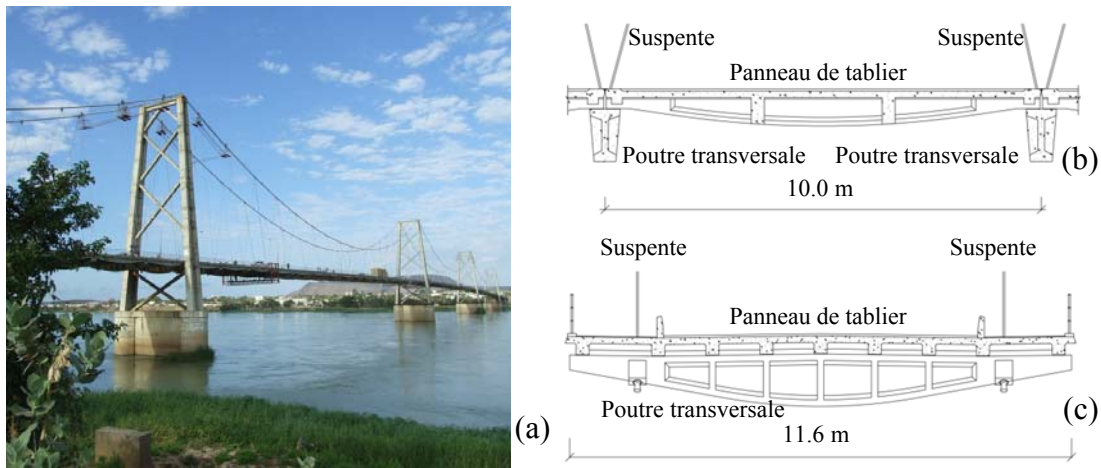 Suspente Suspente
Panneau de tablier
Poutre transversale Poutre transversale
10.0 m
(b)
Suspente Suspente
Panneau de tablier
Poutre transversale
11.6 m
(c)
(a)